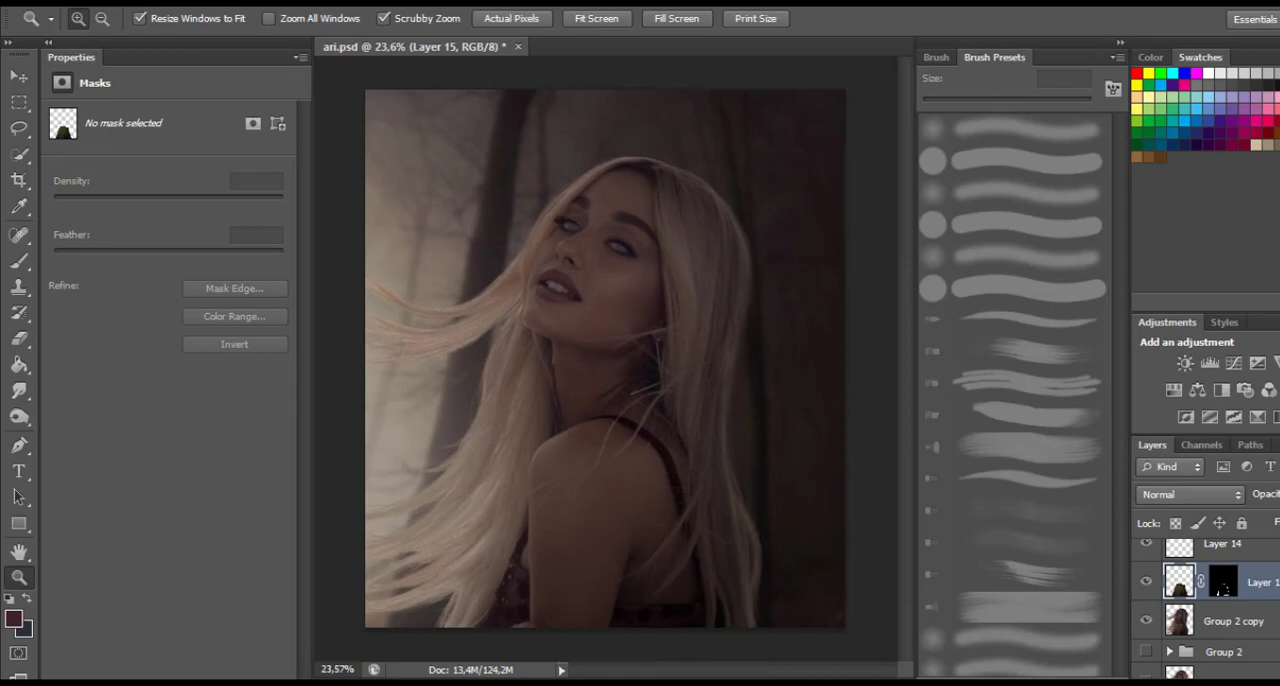 Resize Windows to Fit Zoom All Windows Scrubby Zoom Actual Pixels Fit Screen Fill Screen Print Size Essentials
ari.psd @ 23,6% (Layer 15, RGB/8) * ×
Properties
Masks
No mask selected
Density:
Feather:
Refine:
Mask Edge...
Color Range...
Invert
23,57% Doc: 13,4M/124,2M
Brush Brush Presets
Size:
Color Swatches
Adjustments Styles
Add an adjustment
Layers Channels Paths
Kind T
Normal Opaci
Lock: F
Layer 14
Layer 1
Group 2 copy
Group 2